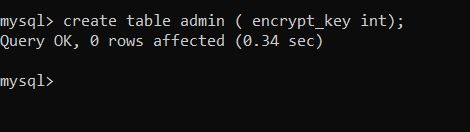 mysql> create table admin ( encrypt_key int);
Query OK, 0 rows affected (0.34 sec)
mysql>